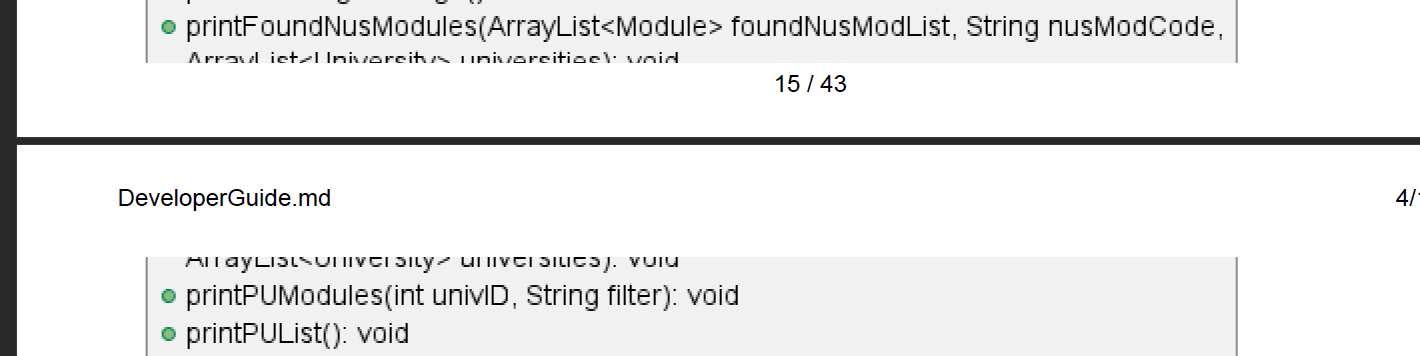 printFoundNusModules(ArrayList<Module> foundNusModList, String nusModCode,
ArrayList<University> universities): void
15 / 43
DeveloperGuide.md
4/
ArrayList<University> universities): void
printPUModules(int univID, String filter): void
printPUList(): void